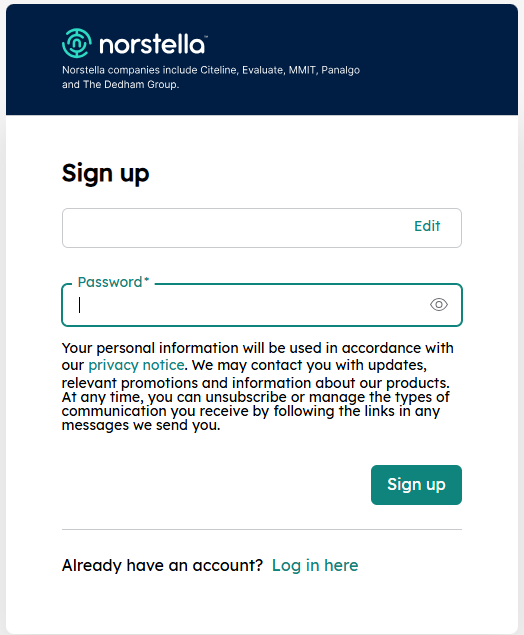 norstella™
Norstella companies include Citeline, Evaluate, MMIT, Panalgo
and The Dedham Group.
Sign up
Edit
Password*
Your personal information will be used in accordance with
our privacy notice. We may contact you with updates,
relevant promotions and information about our products.
At any time, you can unsubscribe or manage the types of
communication you receive by following the links in any
messages we send you.
Sign up
Already have an account? Log in here